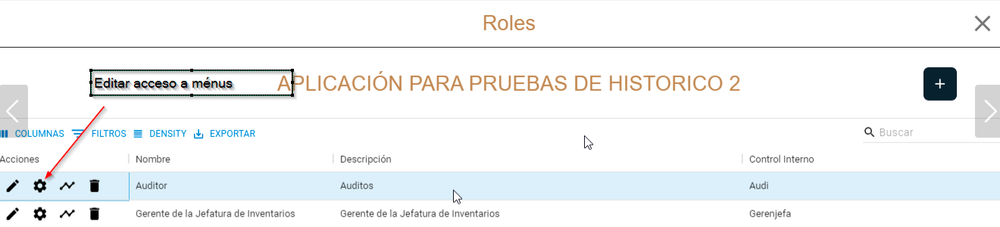 Roles
Editar acceso a ménus
APLICACIÓN PARA PRUEBAS DE HISTORICO 2
COLUMNAS FILTROS DENSITY EXPORTAR Buscar
Acciones Nombre Descripción Control Interno
Auditor Auditos Audi
Gerente de la Jefatura de Inventarios Gerente de la Jefatura de Inventarios Gerenjefa